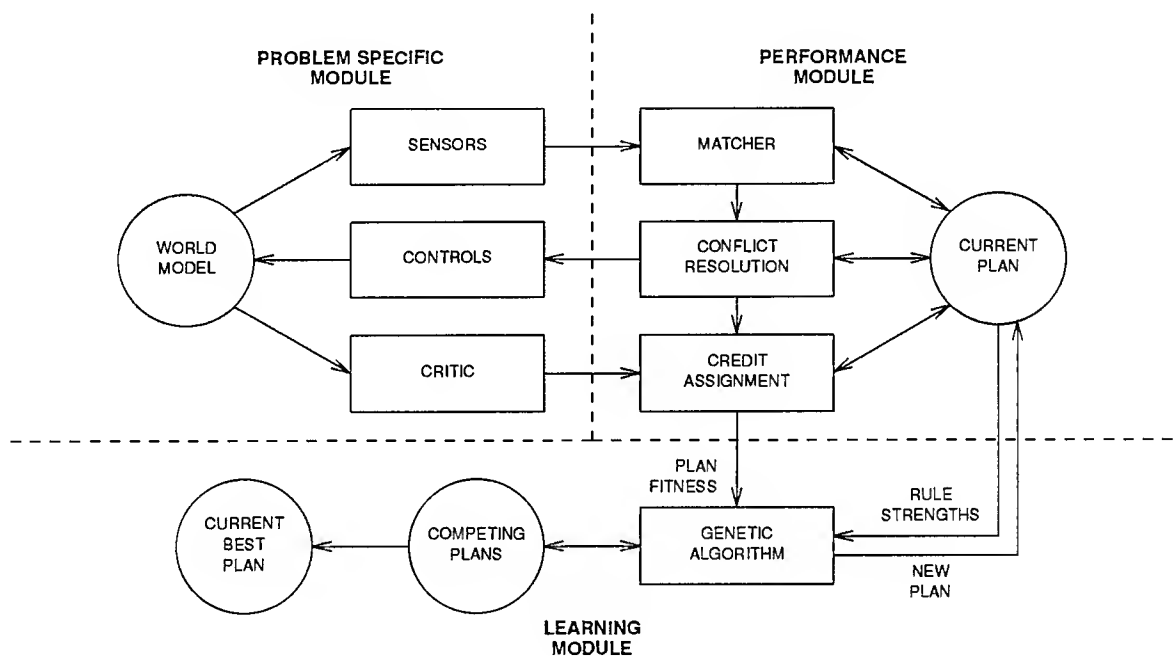 PROBLEM SPECIFIC
MODULE
PERFORMANCE
MODULE
SENSORS
MATCHER
WORLD
MODEL
CONTROLS
CONFLICT
RESOLUTION
CURRENT
PLAN
CRITIC
CREDIT
ASSIGNMENT
PLAN
FITNESS
RULE
STRENGTHS
CURRENT
BEST
PLAN
COMPETING
PLANS
GENETIC
ALGORITHM
NEW
PLAN
LEARNING
MODULE